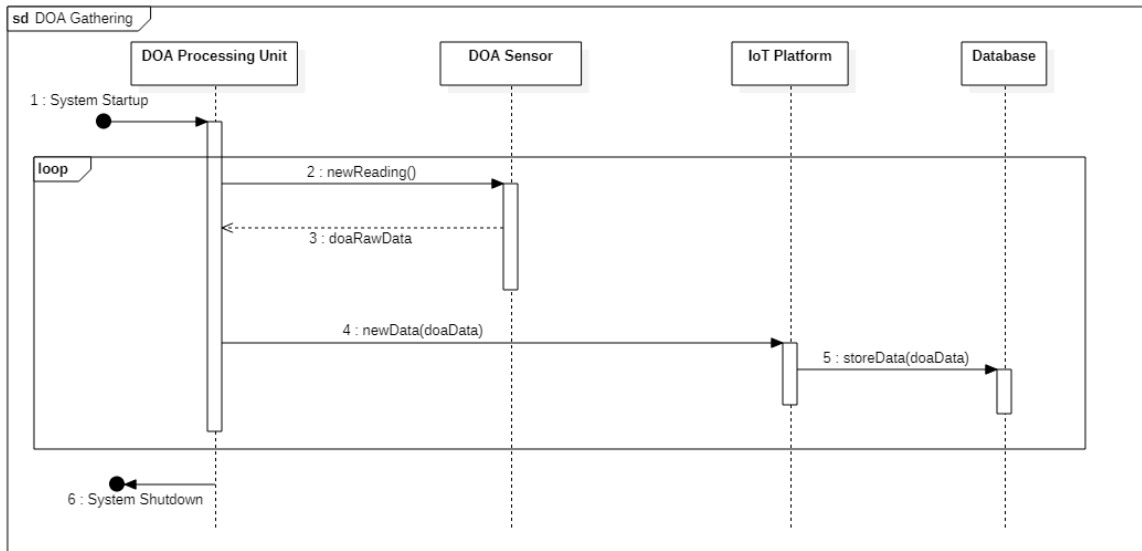 sd DOA Gathering
DOA Processing Unit
DOA Sensor
IoT Platform
Database
1 : System Startup
loop
2 : newReading()
3 : doaRawData
4 : newData(doaData)
5 : storeData(doaData)
6 : System Shutdown